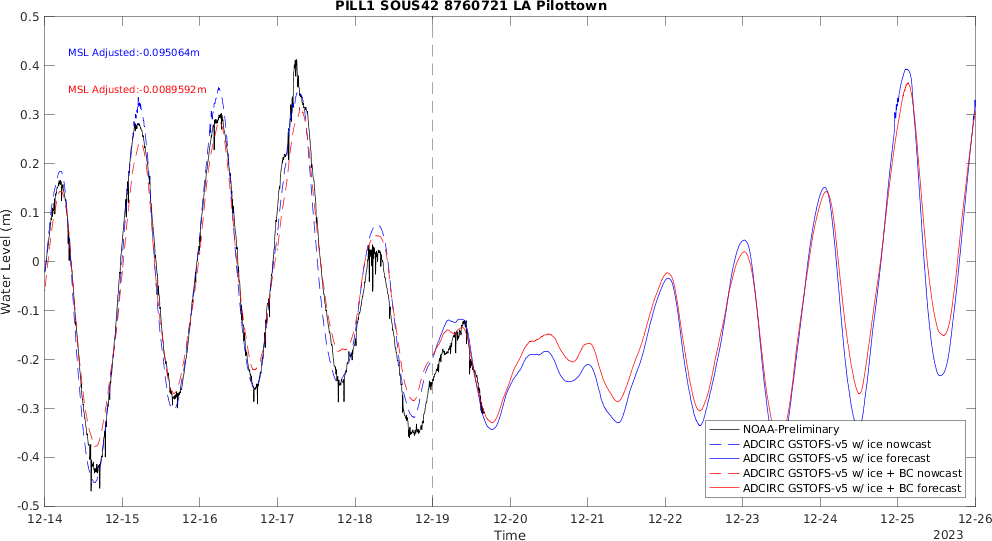 PILL1 SOUS42 8760721 LA Pilottown
MSL Adjusted:-0.095064m
MSL Adjusted:-0.0089592m
Water Level (m)
0.5
0.4
0.3
0.2
0.1
0
-0.1
-0.2
-0.3
-0.4
-0.5
NOAA-Preliminary
ADCIRC GSTOFS-v5 w/ ice nowcast
ADCIRC GSTOFS-v5 w/ ice forecast
ADCIRC GSTOFS-v5 w/ ice + BC nowcast
ADCIRC GSTOFS-v5 w/ ice + BC forecast
12-14 12-15 12-16 12-17 12-18 12-19 12-20 12-21 12-22 12-23 12-24 12-25 12-26
Time
2023